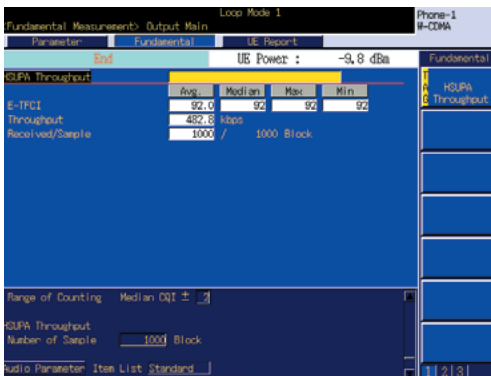 Loop Mode 1
Phone-1
<Fundamental Measurement> Output Main
W-CDMA
Parameter Fundamental UE Report
End UE Power : -9.8 dBm Fundamental
HSUPA Throughput
TAG HSUPA Throughput
Avg. Median Max Min
E-TFCI 92.0 92 92 92
Throughput 482.8 kbps
Received/Sample 1000 / 1000 Block
Range of Counting Median CQI ± 2
HSUPA Throughput
Number of Sample 1000 Block
Audio Parameter Item List Standard
1 2 3